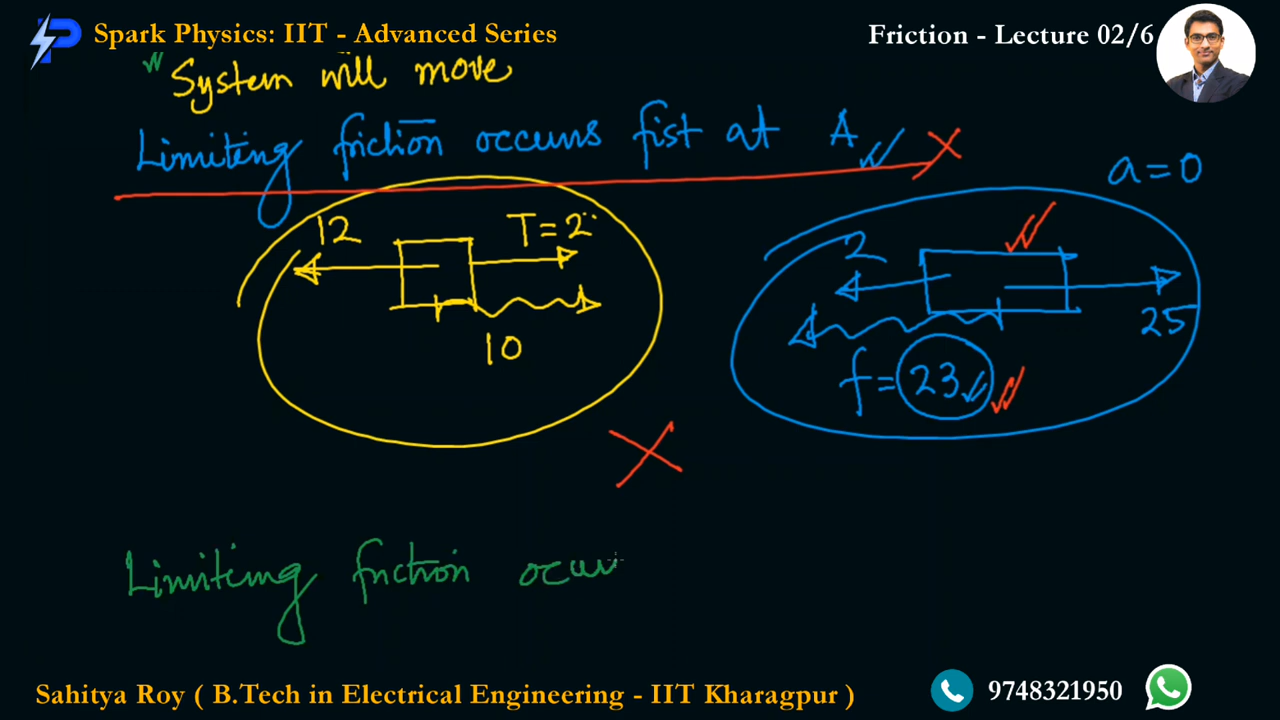 Spark Physics: IIT - Advanced Series
Friction - Lecture 02/6
System will move
Limiting friction occurs fist at A
a=0
12
T=2
10
2
25
f=23
Limiting friction ocur
Sahitya Roy ( B.Tech in Electrical Engineering - IIT Kharagpur )
9748321950